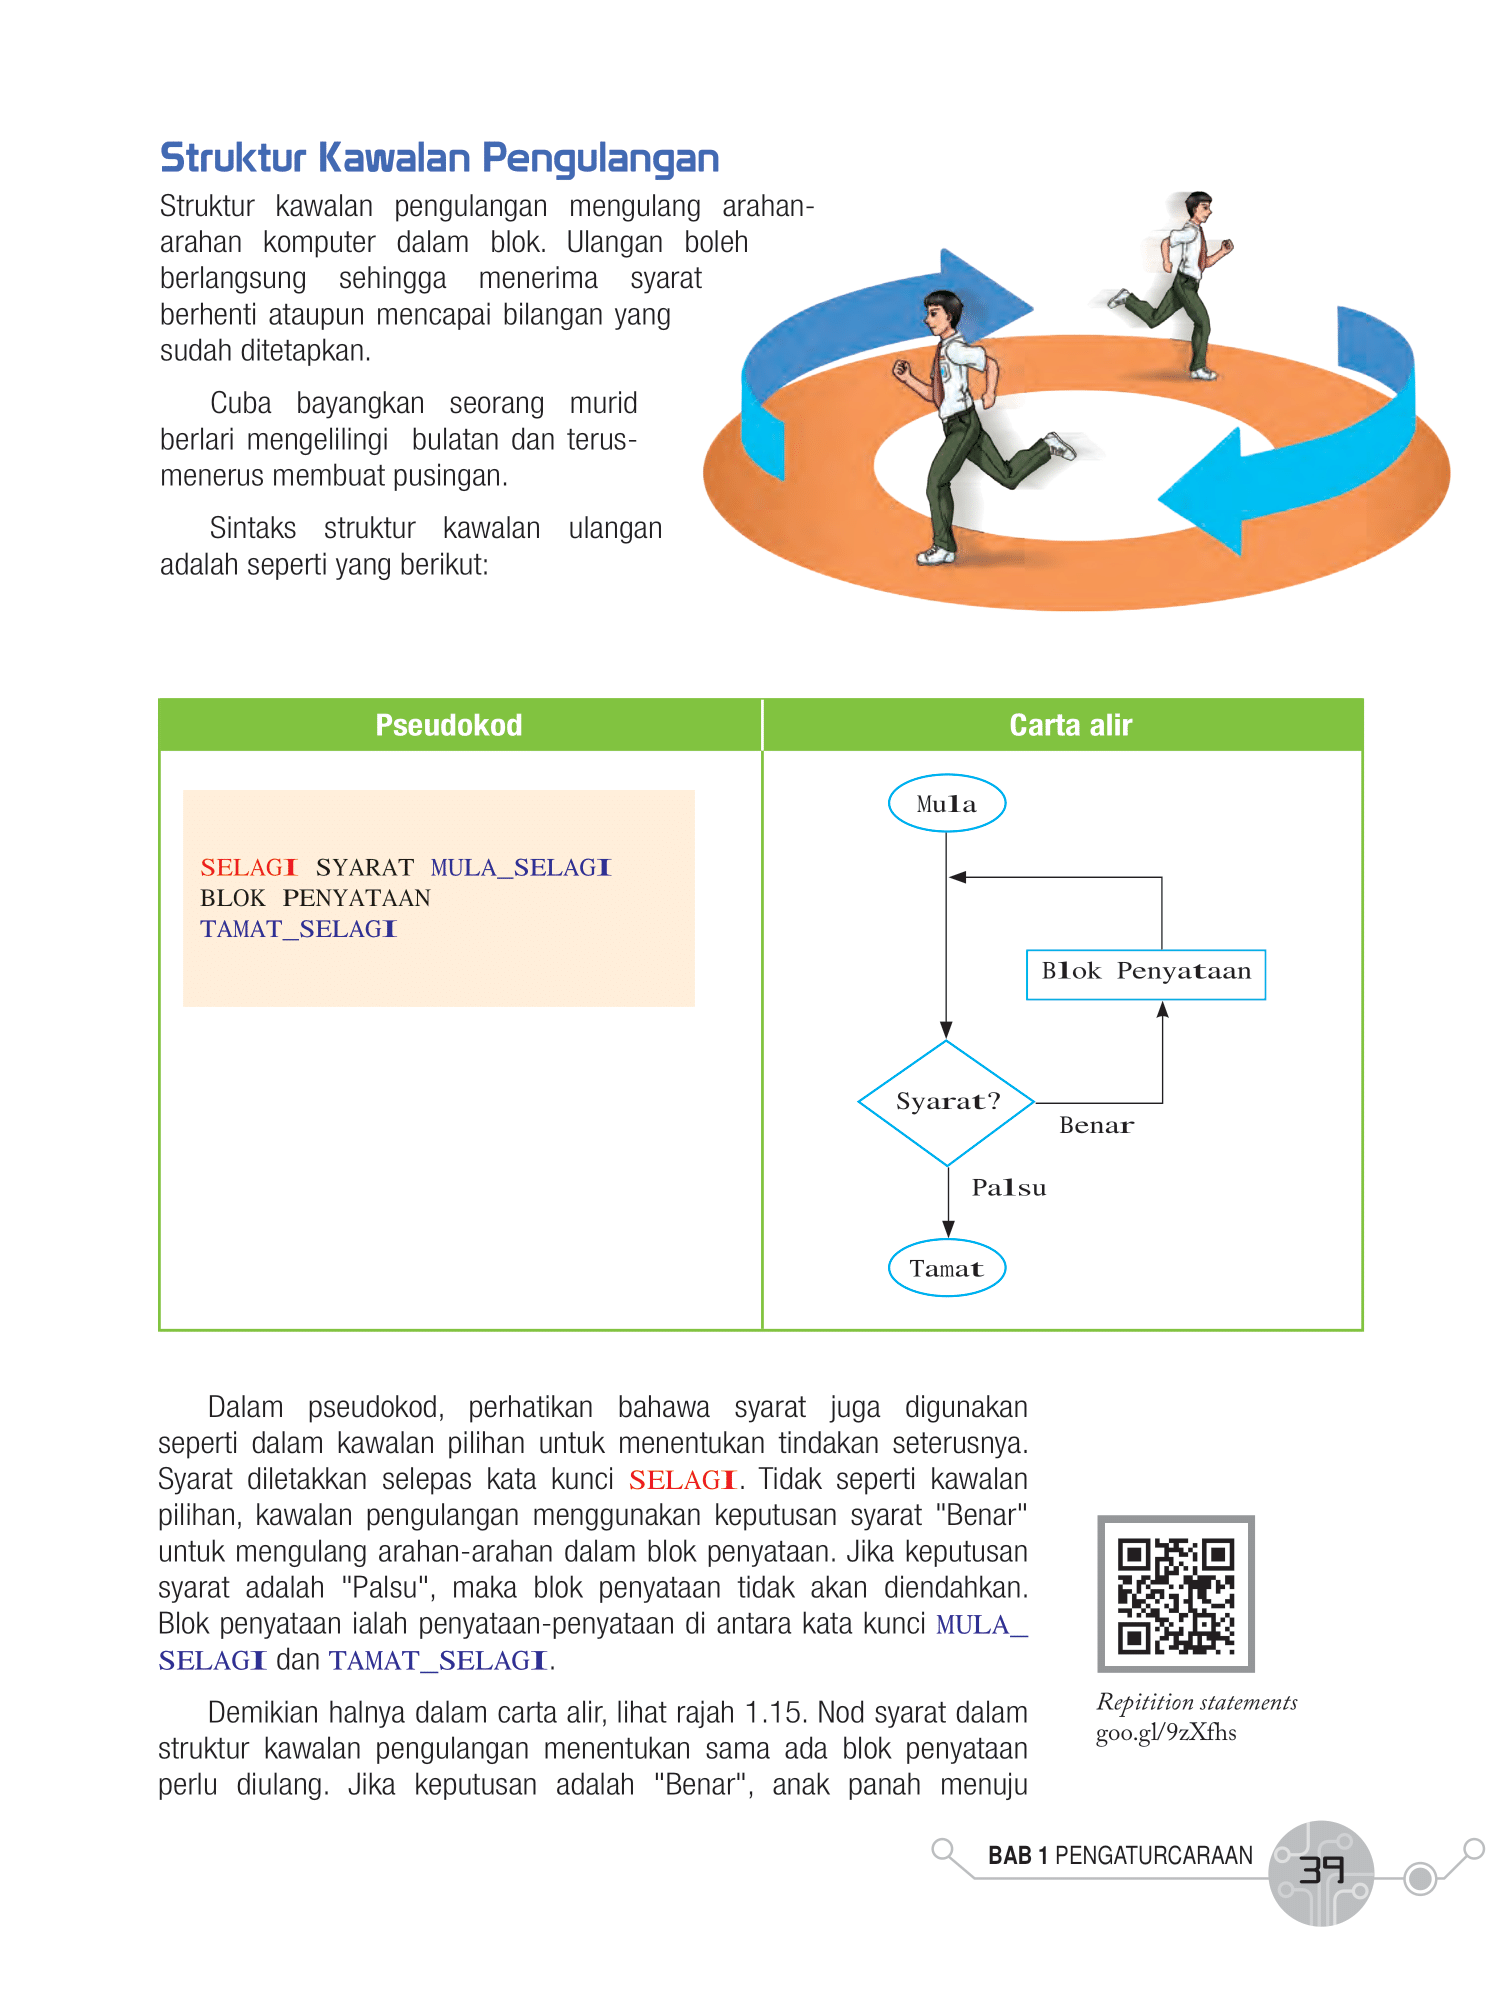 Struktur Kawalan Pengulangan
Struktur kawalan pengulangan mengulang arahan-
arahan komputer dalam blok. Ulangan boleh
berlangsung sehingga menerima syarat
berhenti ataupun mencapai bilangan yang
sudah ditetapkan.
Cuba bayangkan seorang murid
berlari mengelilingi bulatan dan terus-
menerus membuat pusingan.
Sintaks struktur kawalan ulangan
adalah seperti yang berikut:
Pseudokod
SELAGI SYARAT MULA_SELAGI
BLOK PENYATAAN
TAMAT_SELAGI
Carta alir
Mula
Blok Penyataan
Syarat?
Benar
Palsu
Tamat
Dalam pseudokod, perhatikan bahawa syarat juga digunakan
seperti dalam kawalan pilihan untuk menentukan tindakan seterusnya.
Syarat diletakkan selepas kata kunci SELAGI. Tidak seperti kawalan
pilihan, kawalan pengulangan menggunakan keputusan syarat "Benar"
untuk mengulang arahan-arahan dalam blok penyataan. Jika keputusan
syarat adalah "Palsu", maka blok penyataan tidak akan diendahkan.
Blok penyataan ialah penyataan-penyataan di antara kata kunci MULA_
SELAGI dan TAMAT_SELAGI.
Demikian halnya dalam carta alir, lihat rajah 1.15. Nod syarat dalam
struktur kawalan pengulangan menentukan sama ada blok penyataan
perlu diulang. Jika keputusan adalah "Benar", anak panah menuju
Repitition statements
goo.gl/9zXfhs
BAB 1 PENGATURCARAAN
39